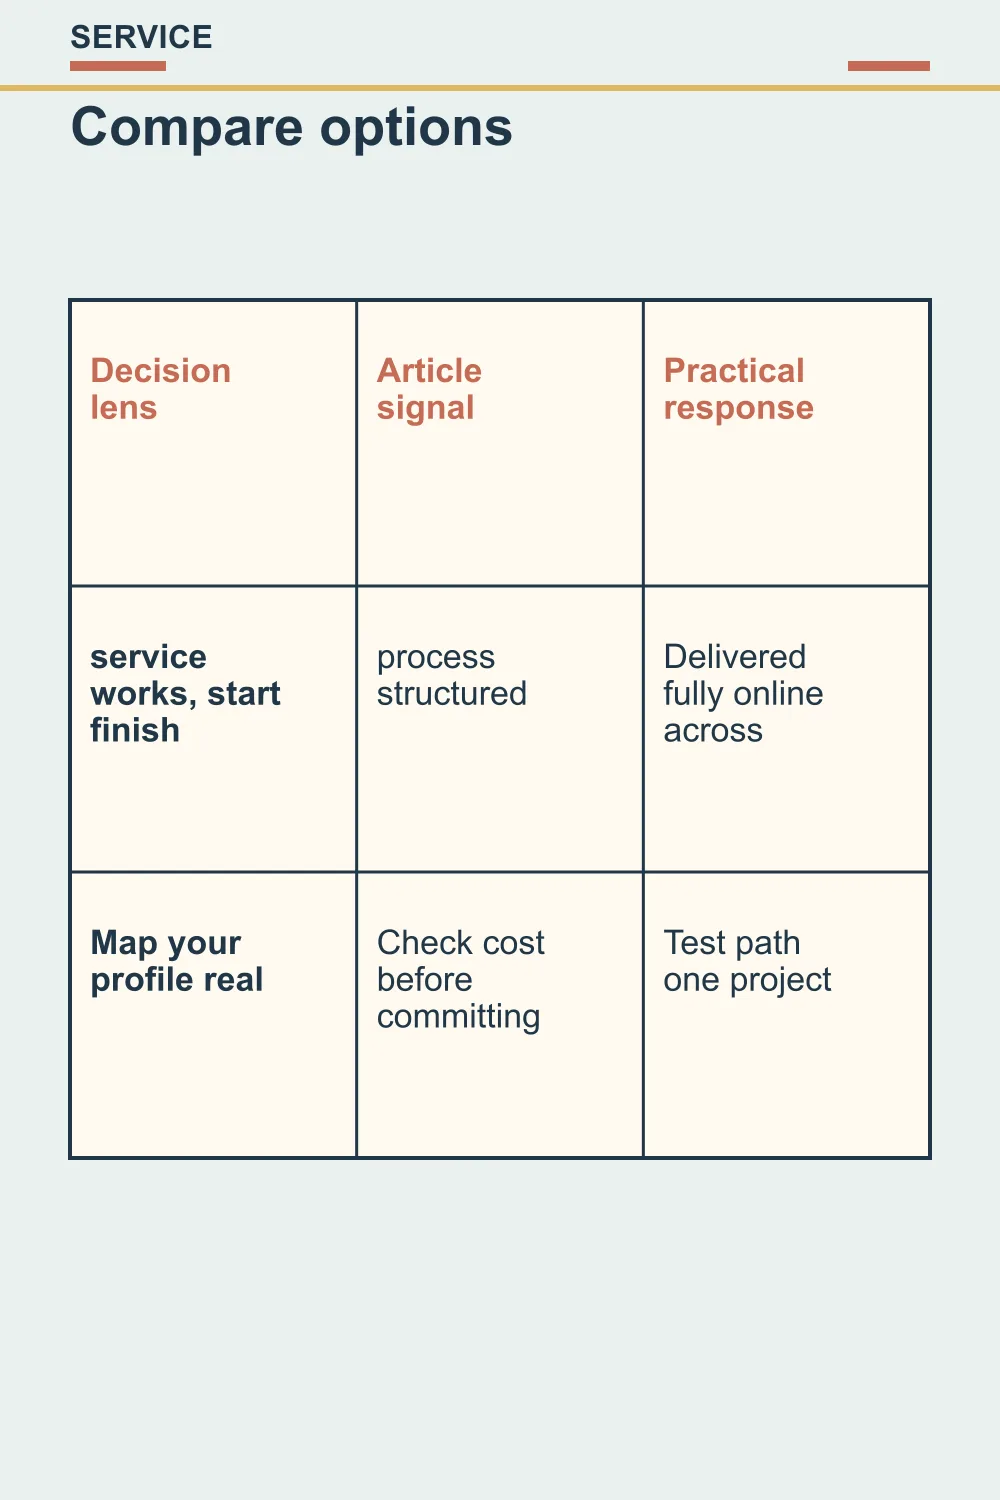 SERVICE
Compare options
Decision
lens
Article
signal
Practical
response
service
works, start
finish
process
structured
Delivered
fully online
across
Map your
profile real
Check cost
before
committing
Test path
one project